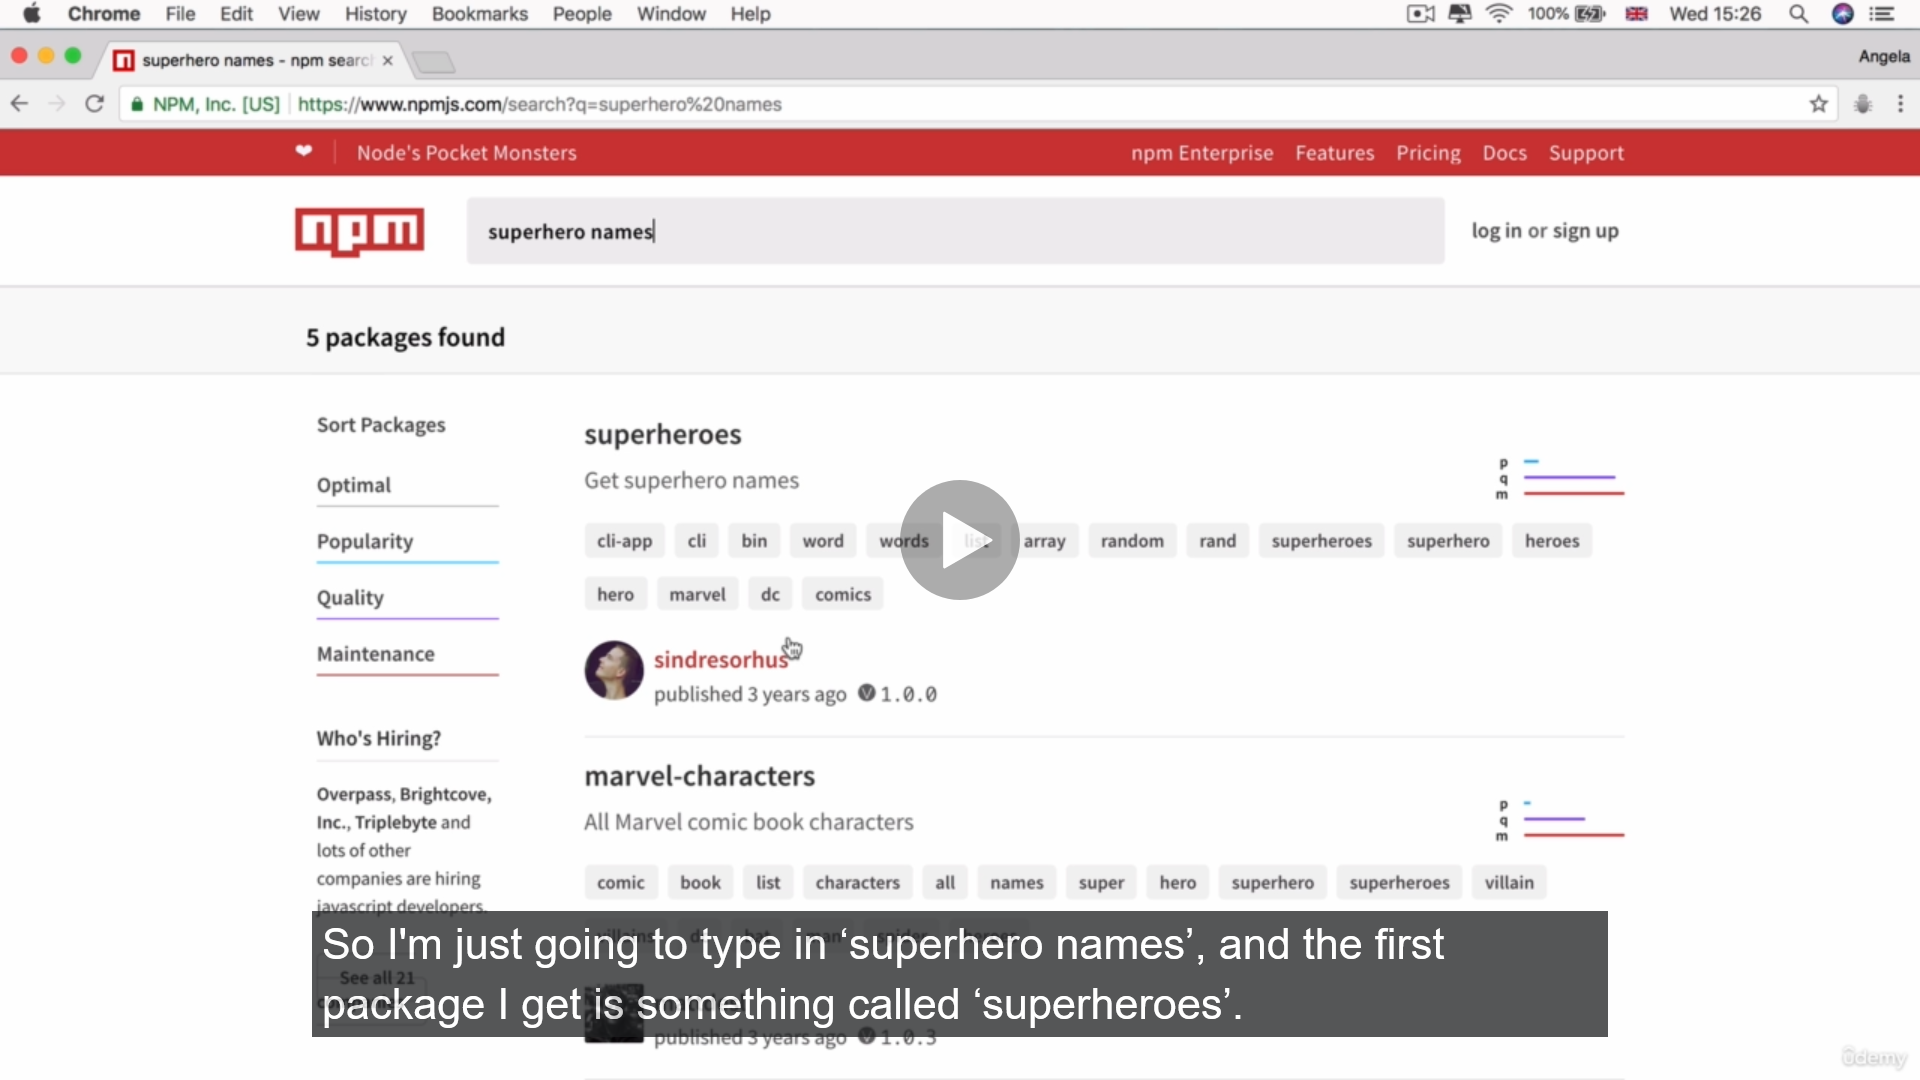 Chrome File Edit View History Bookmarks People Window Help 100% Wed 15:26
superhero names - npm searc
Angela
NPM, Inc. [US] https://www.npmjs.com/search?q=superhero%20names
❤ Node's Pocket Monsters npm Enterprise Features Pricing Docs Support
npm superhero names log in or sign up
5 packages found
Sort Packages
Optimal
Popularity
Quality
Maintenance
Who's Hiring?
Overpass, Brightcove,
Inc., Triplebyte and
lots of other
companies are hiring
javascript developers.
See all 21
superheroes
Get superhero names
p
q
m
cli-app cli bin word words list array random rand superheroes superhero heroes
hero marvel dc comics
sindresorhus
published 3 years ago 1.0.0
marvel-characters
All Marvel comic book characters
p
q
m
comic book list characters all names super hero superhero superheroes villain
published 3 years ago 1.0.3
So I'm just going to type in ‘superhero names’, and the first
package I get is something called ‘superheroes’.
ûdemy